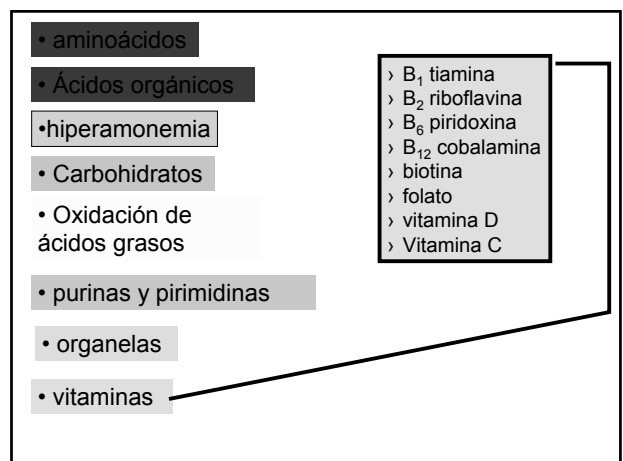 • aminoácidos
• Ácidos orgánicos
•hiperamonemia
• Carbohidratos
• Oxidación de
ácidos grasos
• purinas y pirimidinas
• organelas
• vitaminas
› B₁ tiamina
› B₂ riboflavina
› B₆ piridoxina
› B₁₂ cobalamina
› biotina
› folato
› vitamina D
› Vitamina C